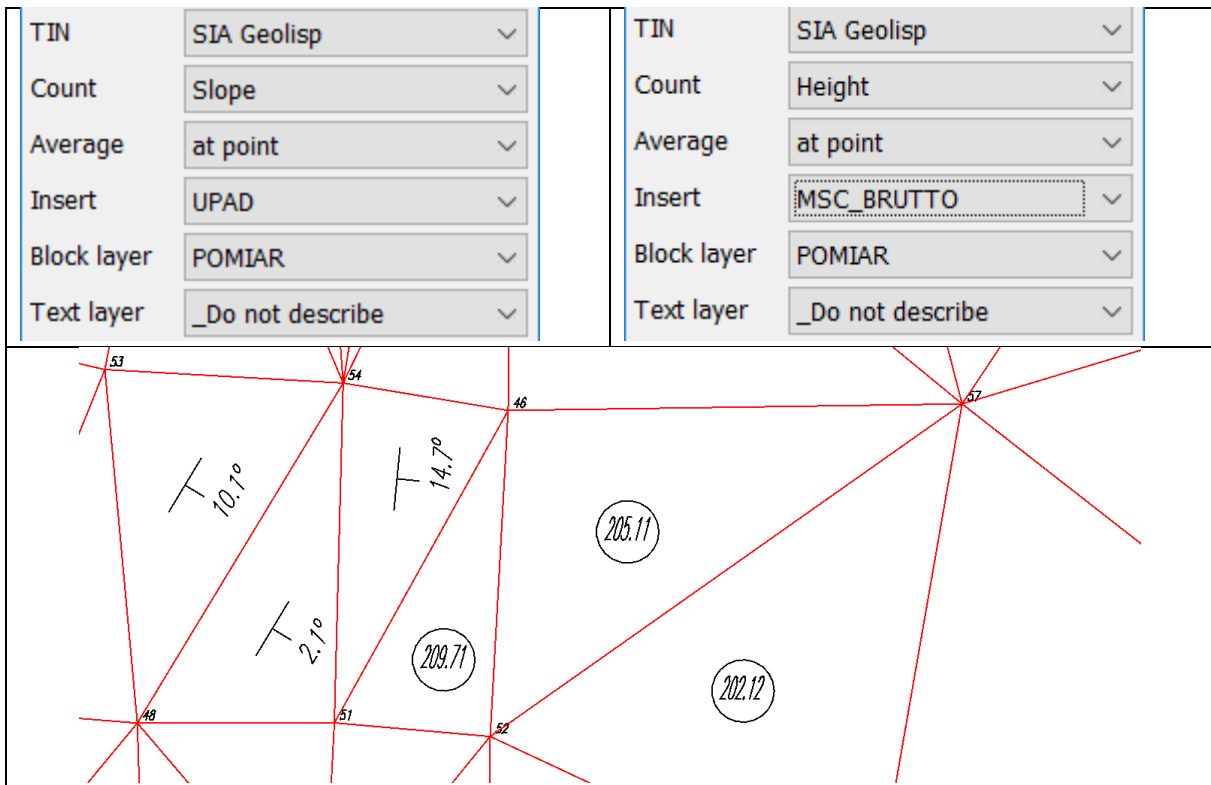 TIN SIA Geolisp
Count Slope
Average at point
Insert UPAD
Block layer POMIAR
Text layer _Do not describe
TIN SIA Geolisp
Count Height
Average at point
Insert MSC_BRUTTO
Block layer POMIAR
Text layer _Do not describe
53
54
46
57
10.1°
14.7°
205.11
2.1°
209.71
202.12
48
51
52